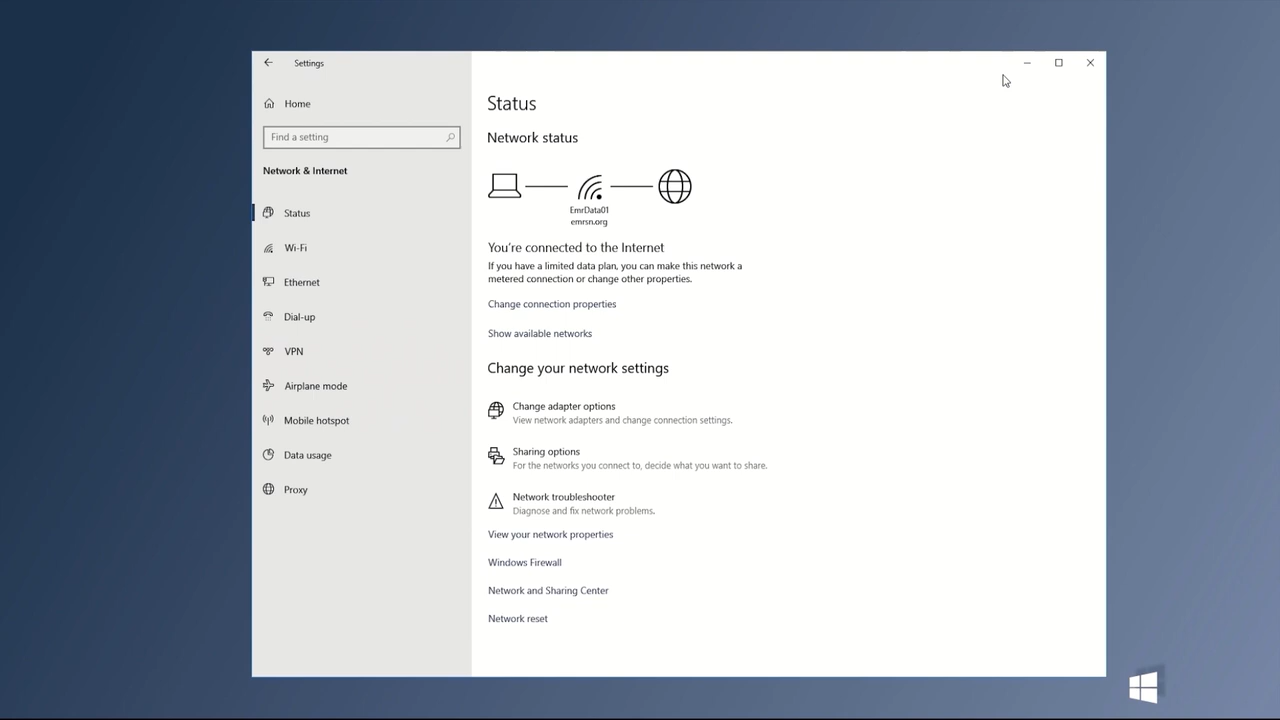 Settings
Home
Find a setting
Network & Internet
Status
Wi-Fi
Ethernet
Dial-up
VPN
Airplane mode
Mobile hotspot
Data usage
Proxy
Status
Network status
EmrData01
emrsn.org
You're connected to the Internet
If you have a limited data plan, you can make this network a
metered connection or change other properties.
Change connection properties
Show available networks
Change your network settings
Change adapter options
View network adapters and change connection settings.
Sharing options
For the networks you connect to, decide what you want to share.
Network troubleshooter
Diagnose and fix network problems.
View your network properties
Windows Firewall
Network and Sharing Center
Network reset